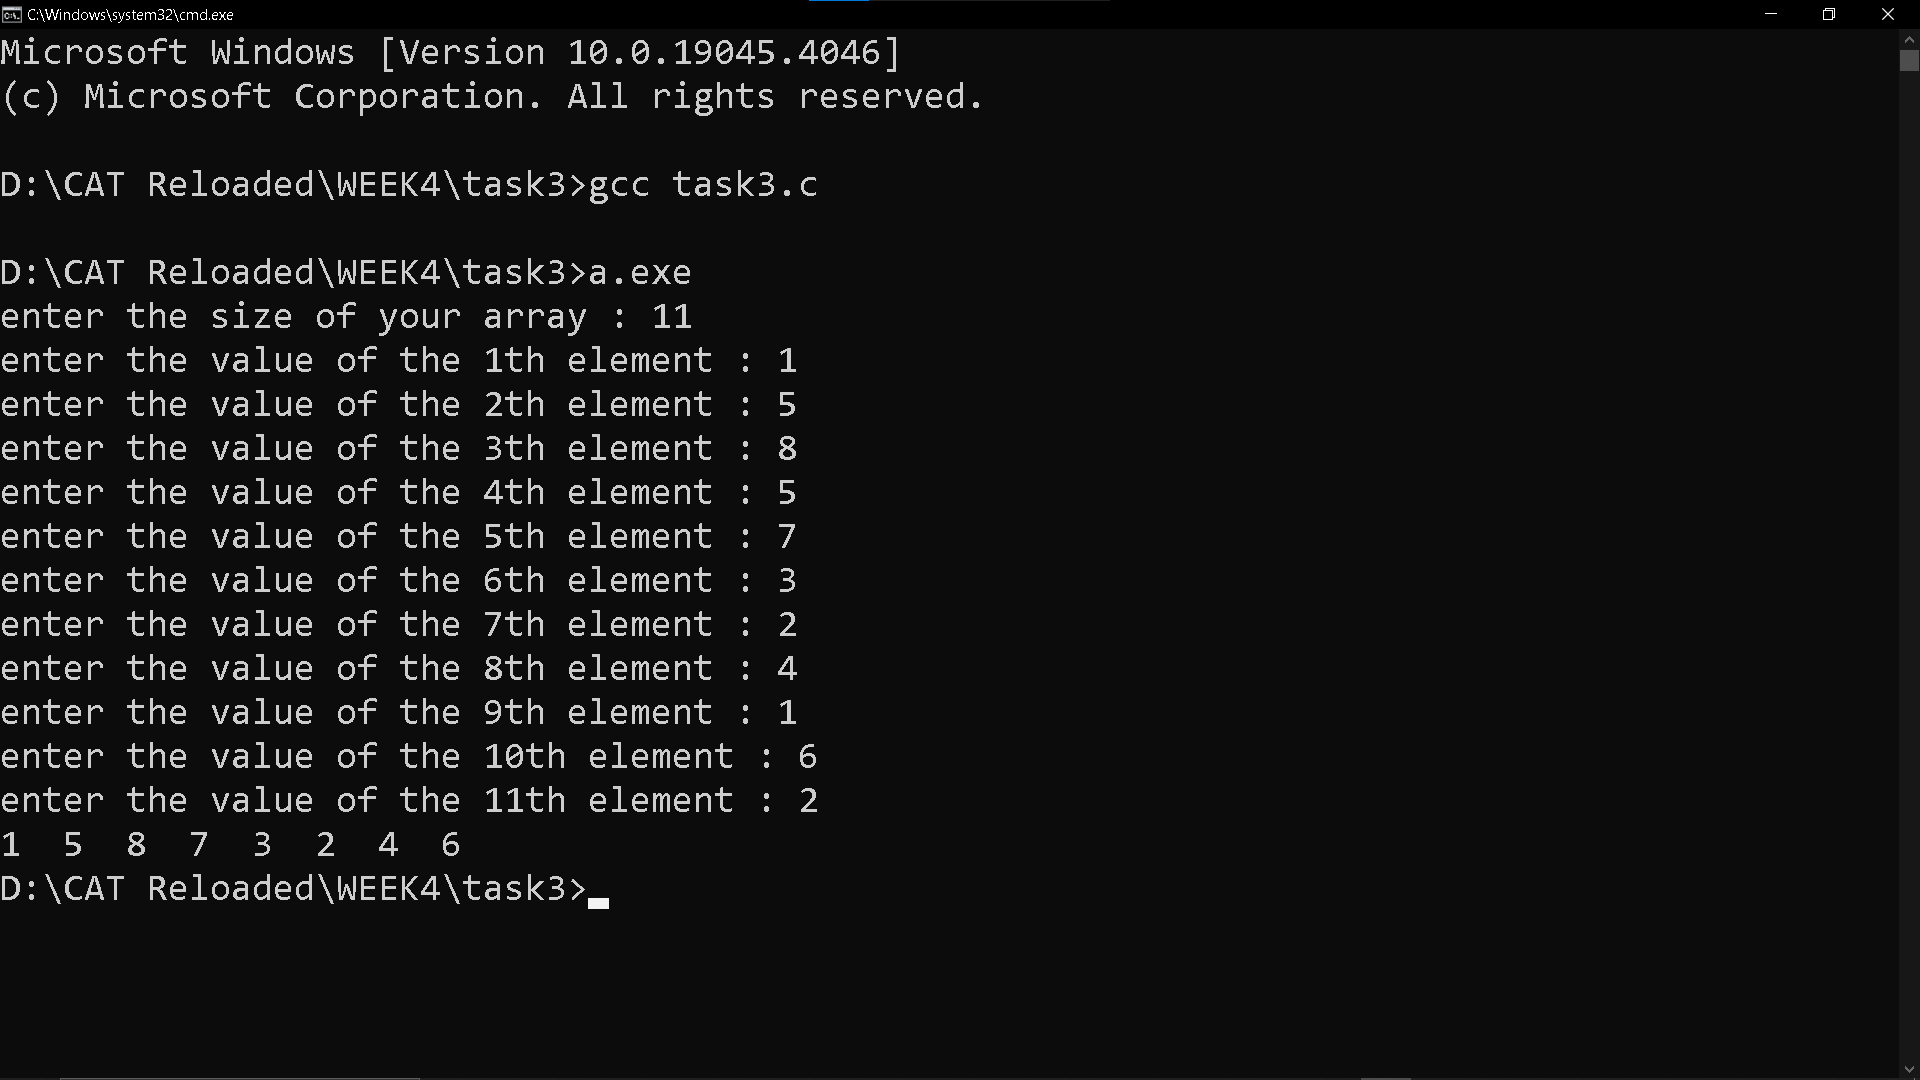 C:\Windows\system32\cmd.exe
Microsoft Windows [Version 10.0.19045.4046]
(c) Microsoft Corporation. All rights reserved.
D:\CAT Reloaded\WEEK4\task3>gcc task3.c
D:\CAT Reloaded\WEEK4\task3>a.exe
enter the size of your array : 11
enter the value of the 1th element : 1
enter the value of the 2th element : 5
enter the value of the 3th element : 8
enter the value of the 4th element : 5
enter the value of the 5th element : 7
enter the value of the 6th element : 3
enter the value of the 7th element : 2
enter the value of the 8th element : 4
enter the value of the 9th element : 1
enter the value of the 10th element : 6
enter the value of the 11th element : 2
1  5  8  7  3  2  4  6
D:\CAT Reloaded\WEEK4\task3>